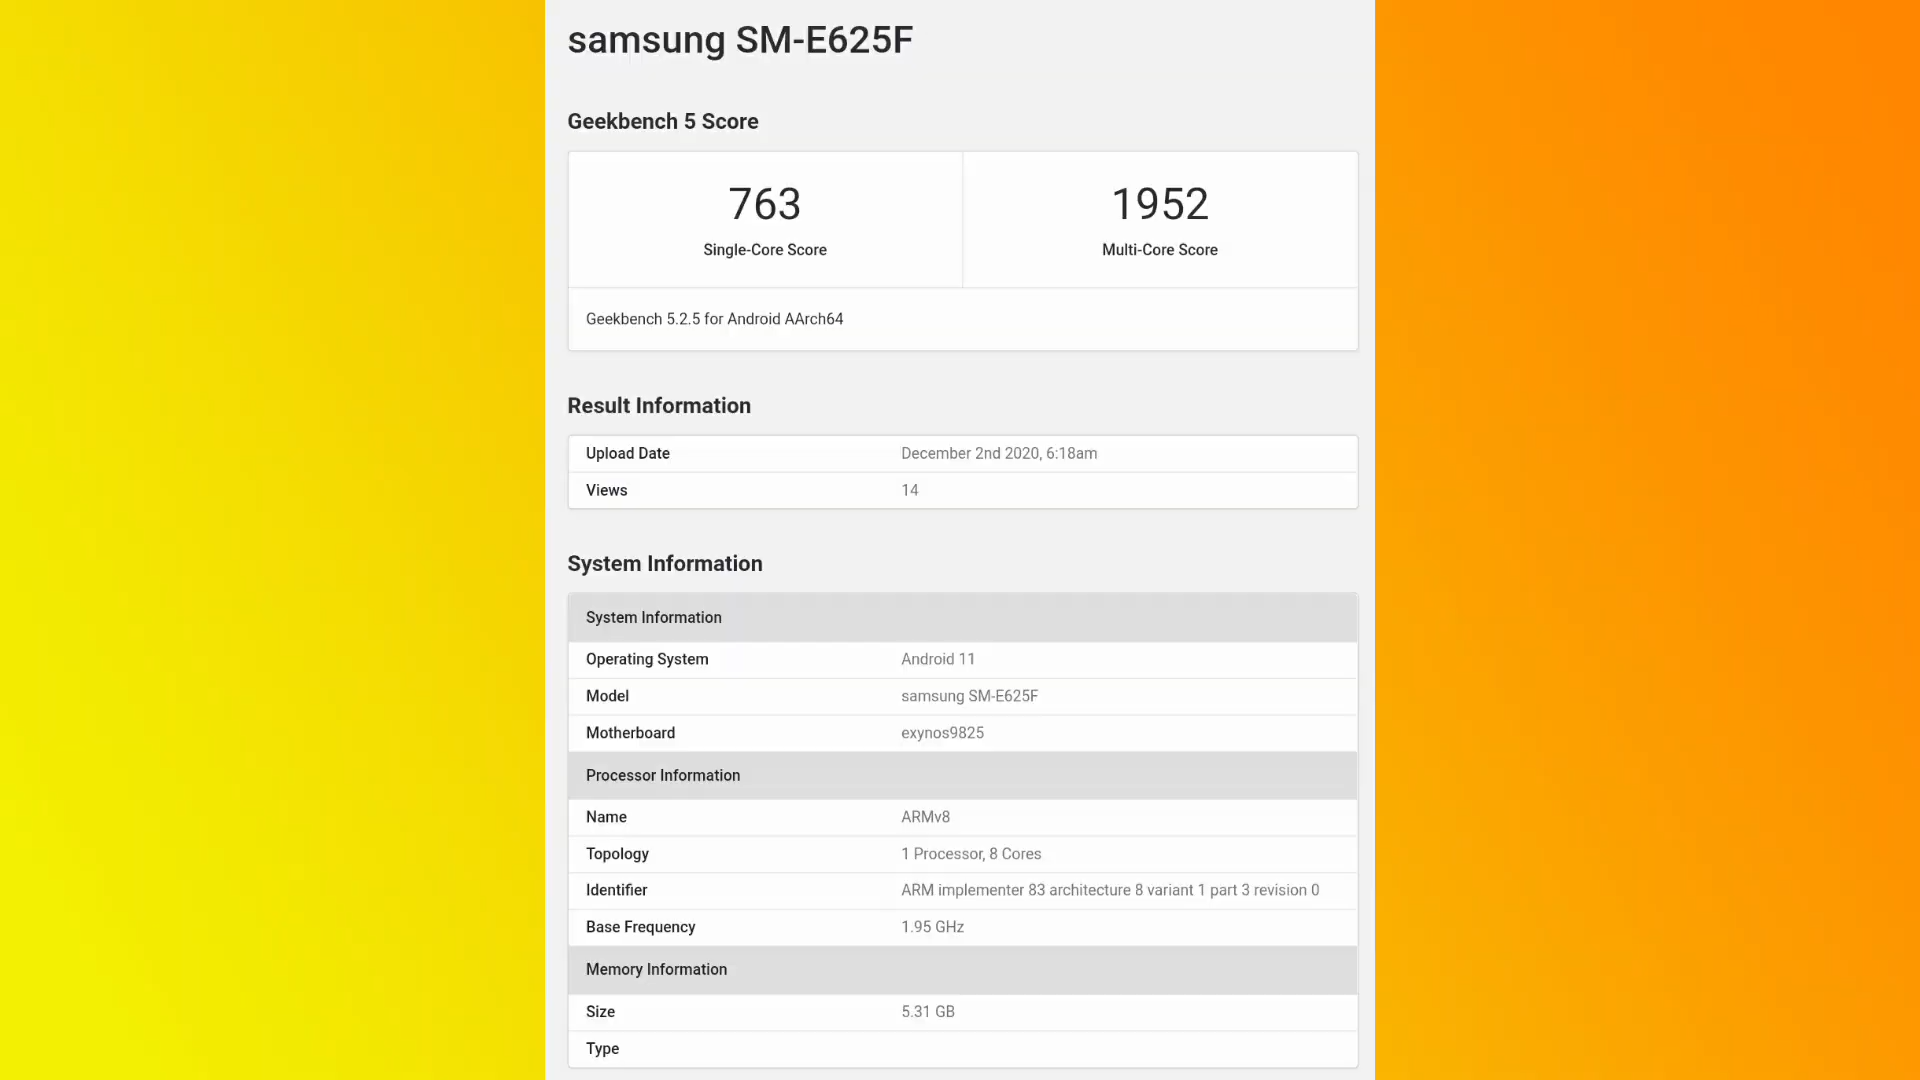 samsung SM-E625F
Geekbench 5 Score
763 1952
Single-Core Score Multi-Core Score
Geekbench 5.2.5 for Android AArch64
Result Information
Upload Date December 2nd 2020, 6:18am
Views 14
System Information
System Information
Operating System Android 11
Model samsung SM-E625F
Motherboard exynos9825
Processor Information
Name ARMv8
Topology 1 Processor, 8 Cores
Identifier ARM implementer 83 architecture 8 variant 1 part 3 revision 0
Base Frequency 1.95 GHz
Memory Information
Size 5.31 GB
Type